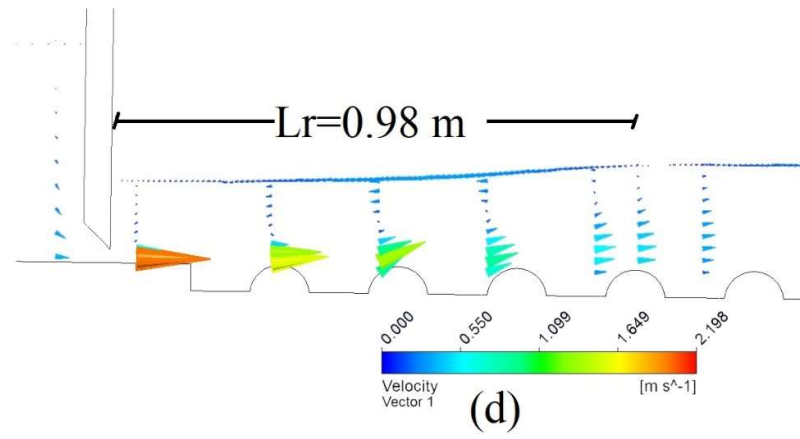 Lr=0.98 m
0.000
0.550
1.099
1.649
2.198
Velocity
Vector 1
[m s^-1]
(d)